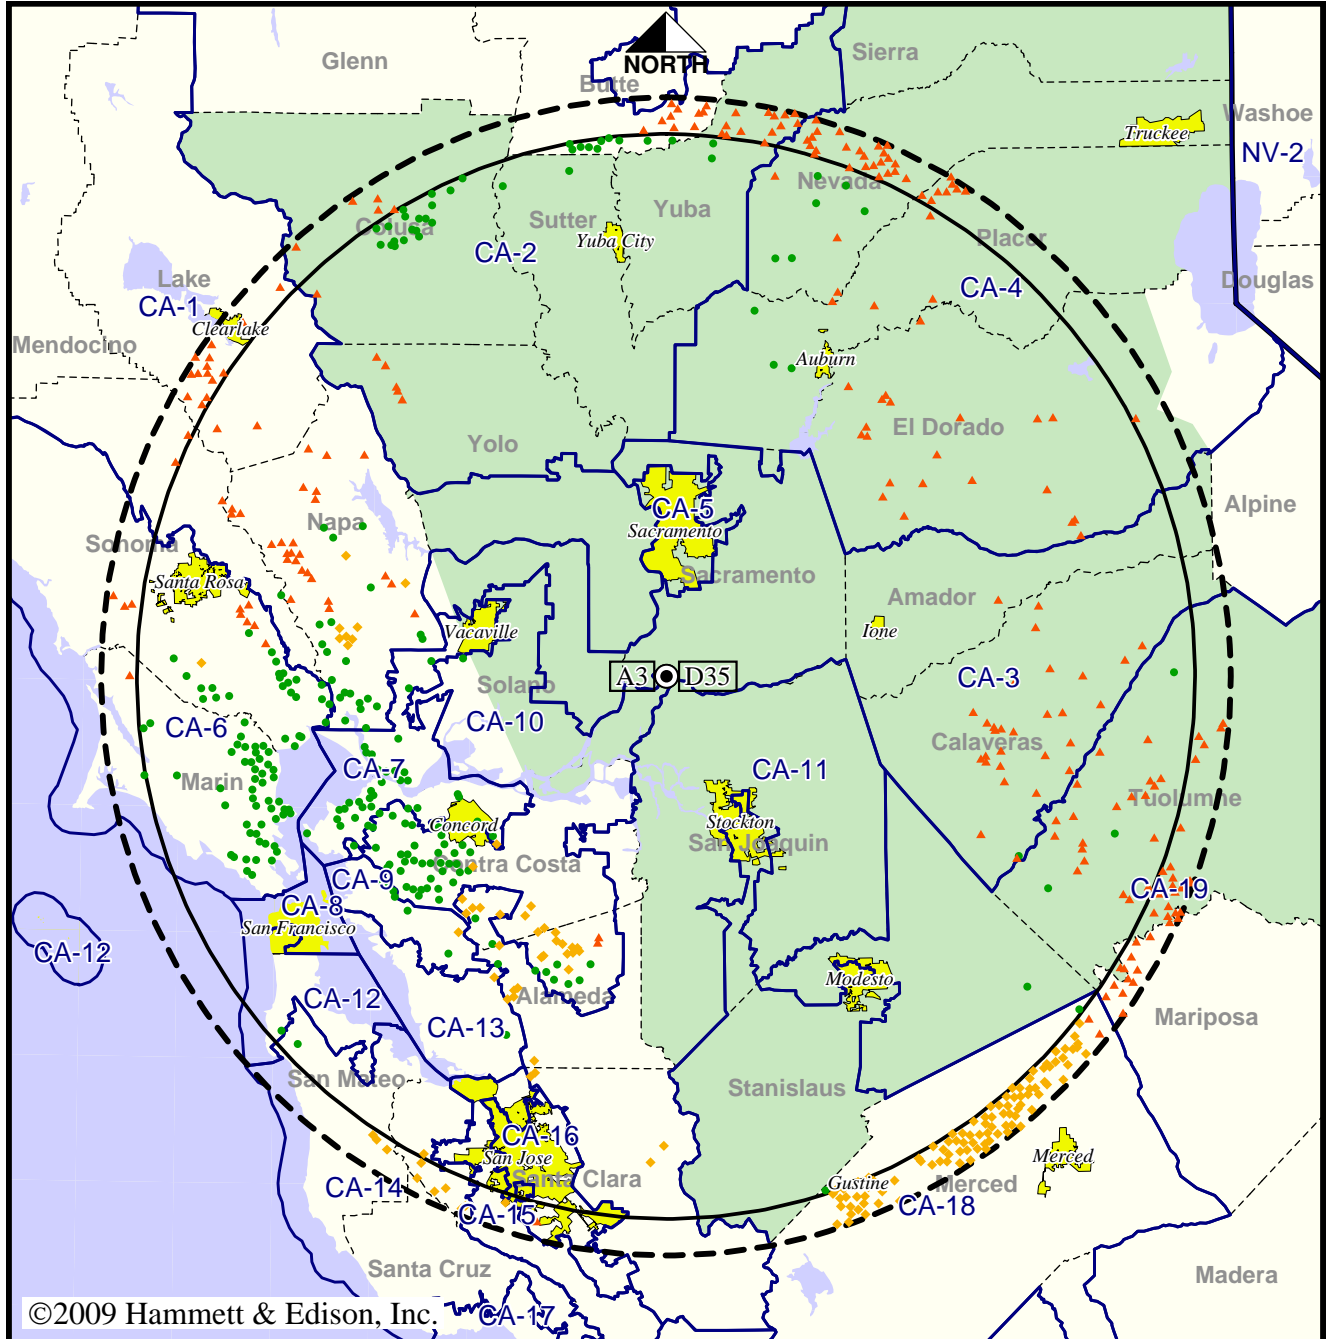 Glenn
Sierra
NORTH
Butte
Washoe
Truckee
NV-2
Nevada
Yuba
Colusa
Sutter
Yuba City
CA-2
Placer
Lake
CA-1
CA-4
Douglas
Clearlake
Mendocino
Auburn
El Dorado
Yolo
CA-5
Alpine
Napa
Sacramento
Sonoma
Santa Rosa
Sacramento
Amador
Vacaville
Ione
A3
D35
Solano
CA-3
CA-10
CA-6
Calaveras
CA-7
CA-11
Marin
Tuolumne
Concord
Stockton
San Joaquin
Contra Costa
CA-9
CA-19
CA-8
San Francisco
CA-12
Modesto
CA-12
Alameda
CA-13
Mariposa
San Mateo
Stanislaus
CA-16
San Jose
Merced
Santa Clara
Gustine
Merced
CA-14
CA-18
CA-15
Santa Cruz
Madera
©2009 Hammett & Edison, Inc.
CA-17